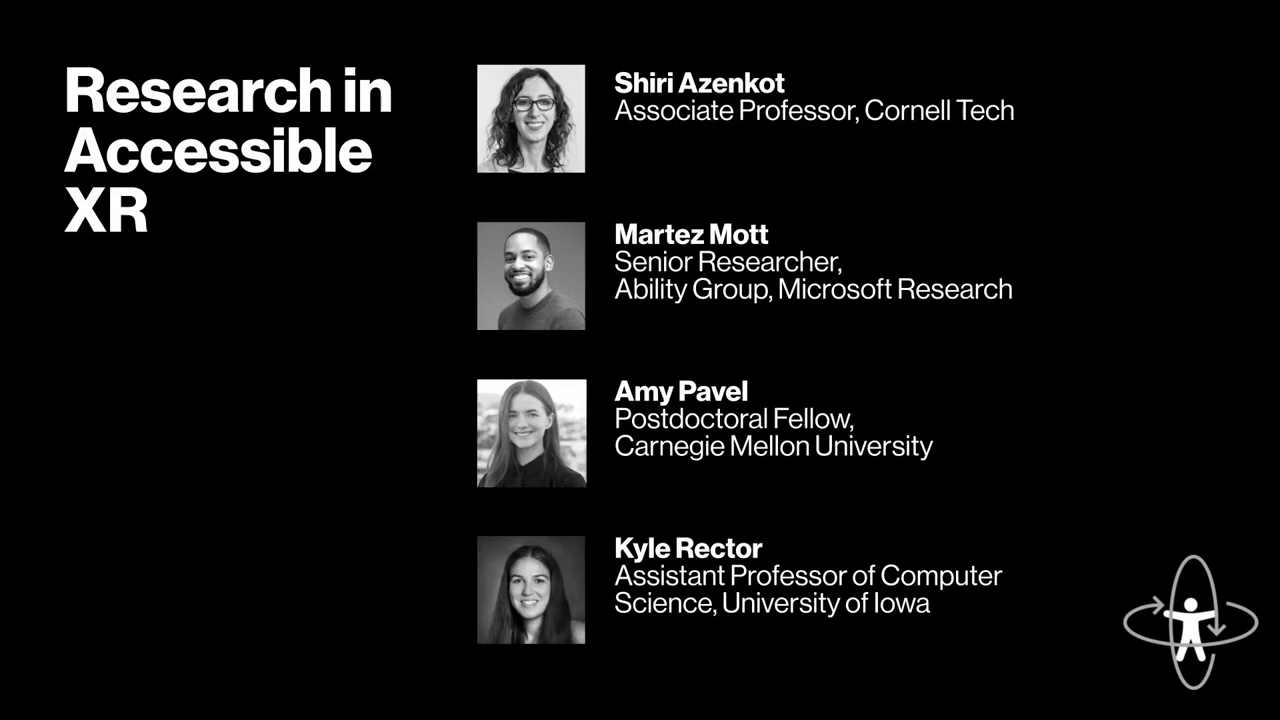 Research in
Accessible
XR
Shiri Azenkot
Associate Professor, Cornell Tech
Martez Mott
Senior Researcher,
Ability Group, Microsoft Research
Amy Pavel
Postdoctoral Fellow,
Carnegie Mellon University
Kyle Rector
Assistant Professor of Computer
Science, University of Iowa